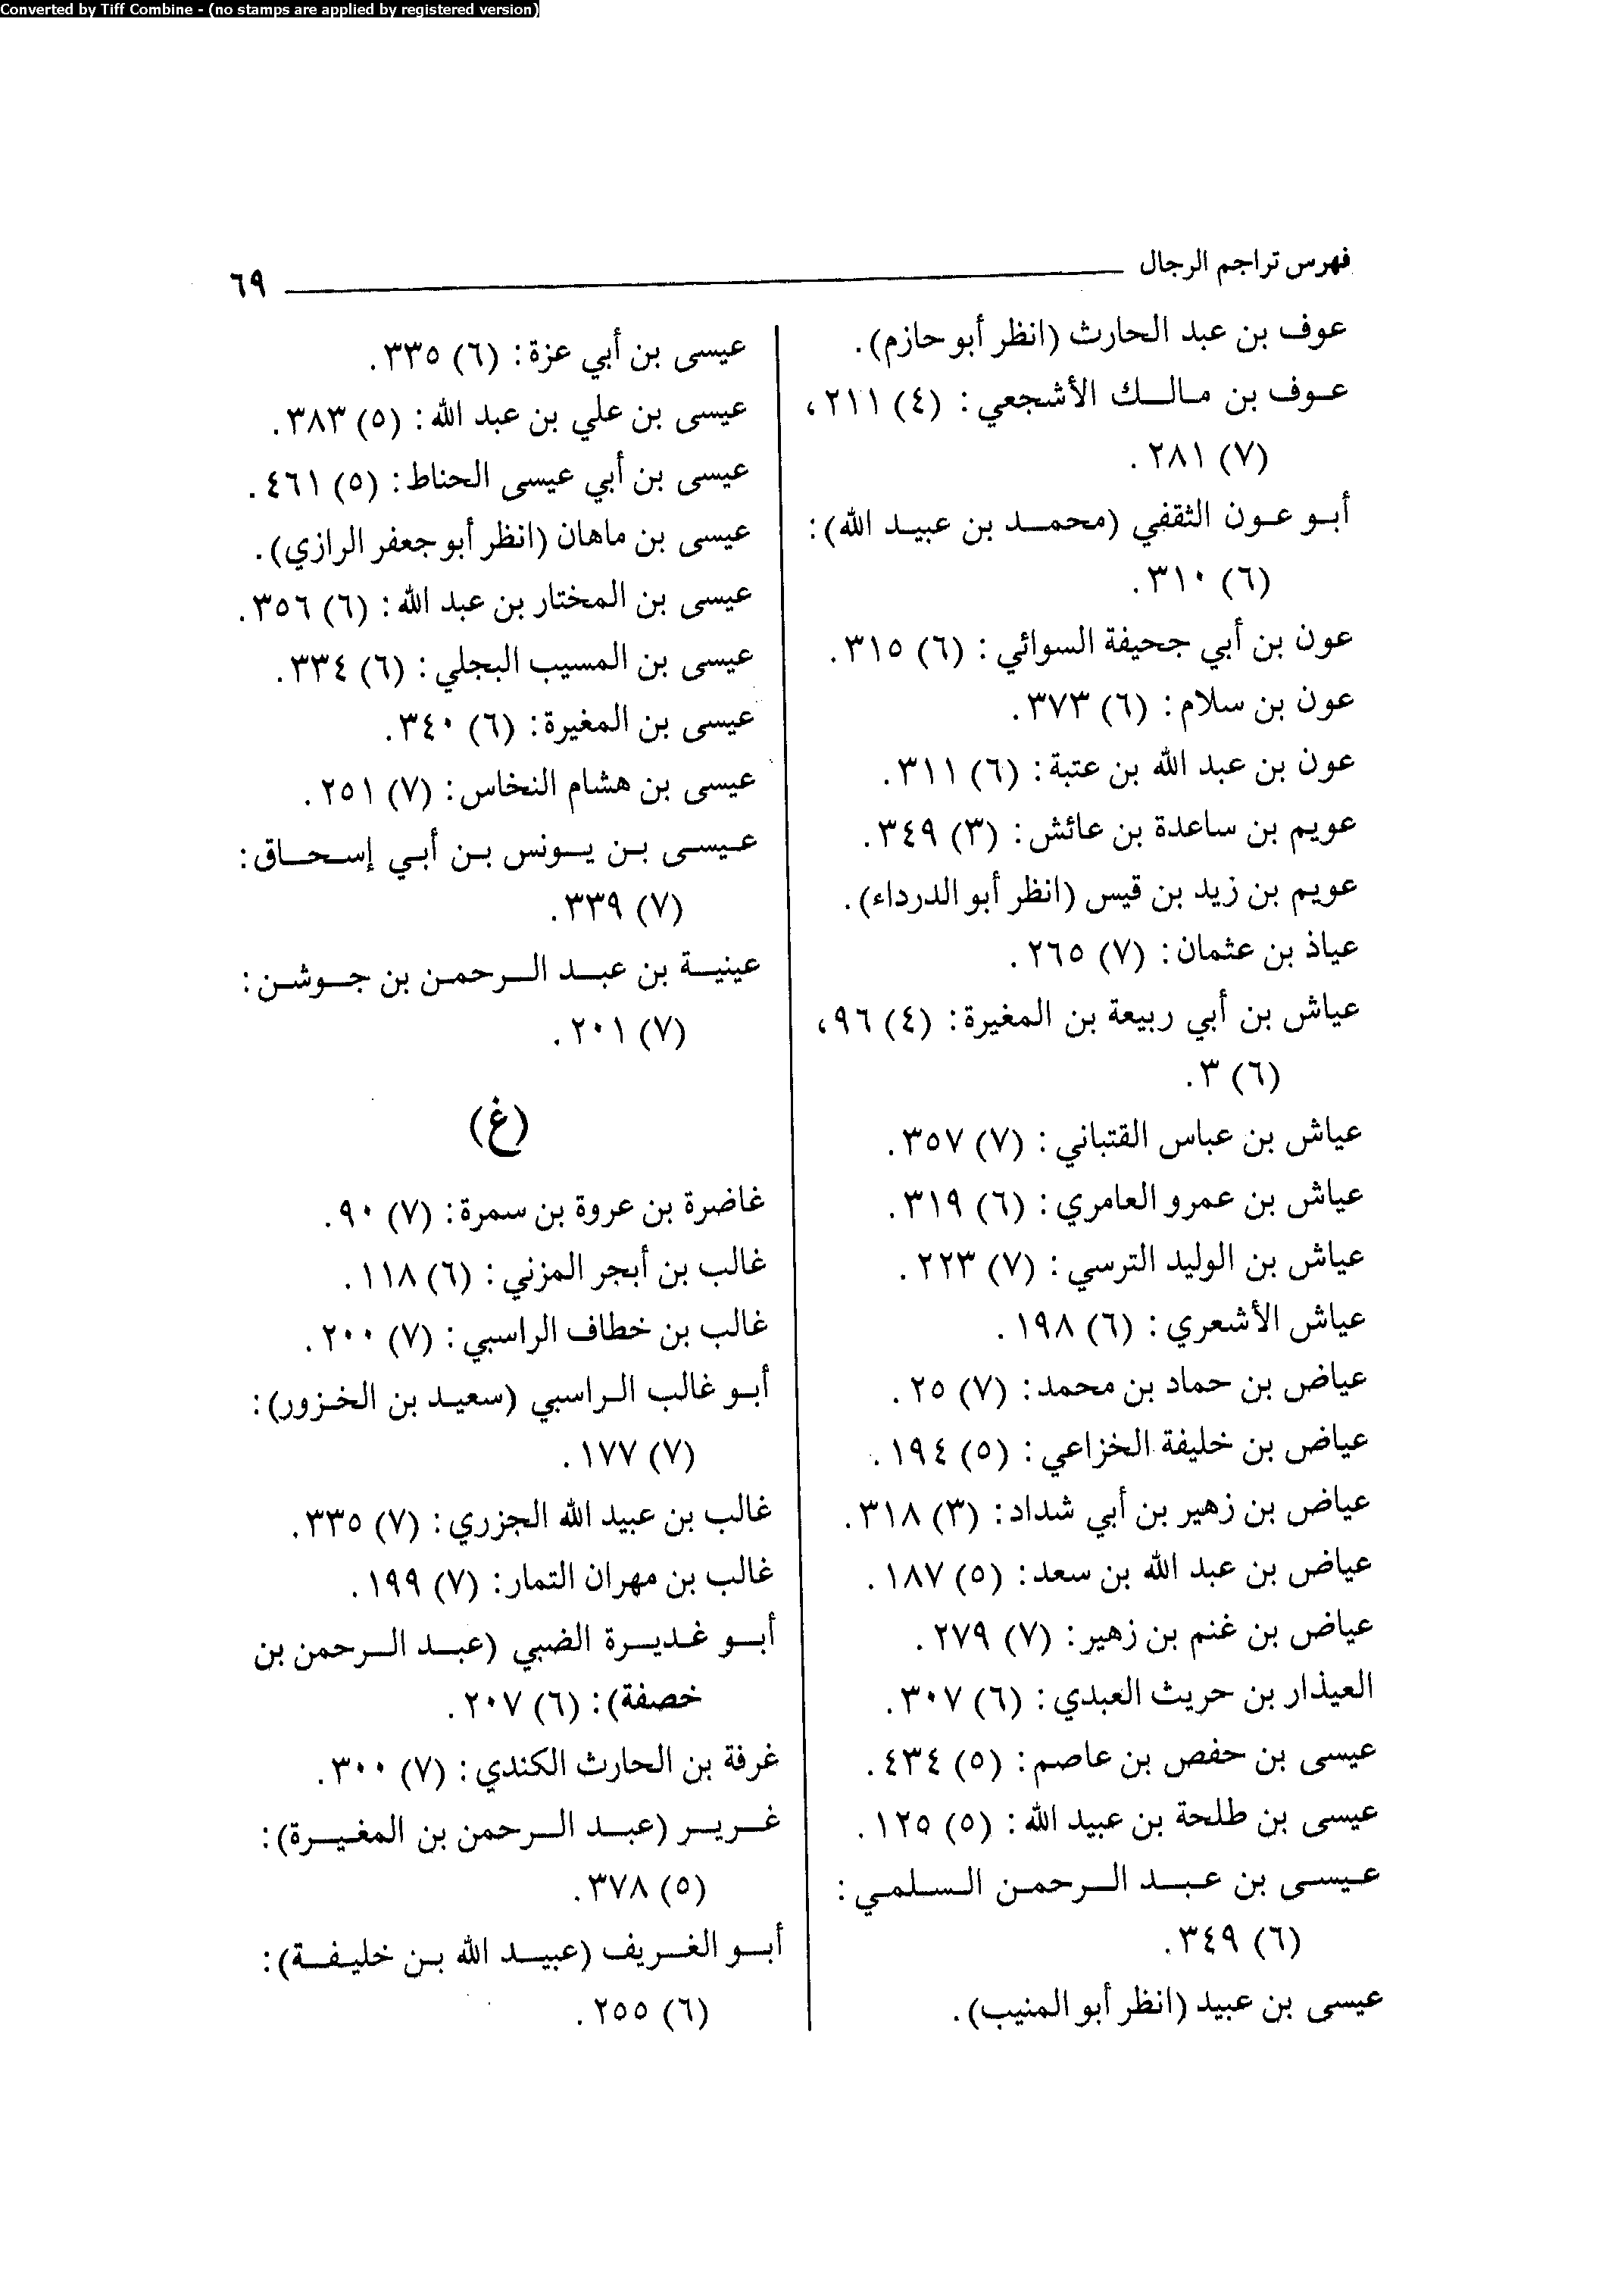 Converted by Tiff Combine - (no stamps are applied by registered version)
فهرس تراجم الرجال ٦٩
عوف بن عبد الحارث (انظر أبو حازم).
عوف بن مالك الأشجعي: (٤) ٢١١،
(٧) ٢٨١.
أبو عون الثقفي (محمد بن عبيد الله):
(٦) ٣١٠.
عون بن أبي جحيفة السوائي: (٦) ٣١٥.
عون بن سلام: (٦) ٣٧٣.
عون بن عبد الله بن عتبة: (٦) ٣١١.
عويم بن ساعدة بن عائش: (٣) ٣٤٩.
عويم بن زيد بن قيس (انظر أبو الدرداء).
عياذ بن عثمان: (٧) ٢٦٥.
عياش بن أبي ربيعة بن المغيرة: (٤) ٩٦،
(٦) ٣.
عياش بن عباس القتباني: (٧) ٣٥٧.
عياش بن عمرو العامري: (٦) ٣١٩.
عياش بن الوليد الترسي: (٧) ٢٢٣.
عياش الأشعري: (٦) ١٩٨.
عياض بن حماد بن محمد: (٧) ٢٥.
عياض بن خليفة الخزاعي: (٥) ١٩٤.
عياض بن زهير بن أبي شداد: (٣) ٣١٨.
عياض بن عبد الله بن سعد: (٥) ١٨٧.
عياض بن غنم بن زهير: (٧) ٢٧٩.
العيذار بن حريث العبدي: (٦) ٣٠٧.
عيسى بن حفص بن عاصم: (٥) ٤٣٤.
عيسى بن طلحة بن عبيد الله: (٥) ١٢٥.
عيسى بن عبد الرحمن السلمي:
(٦) ٣٤٩.
عيسى بن عبيد (انظر أبو المنيب).
عيسى بن أبي عزة: (٦) ٣٣٥.
عيسى بن علي بن عبد الله: (٥) ٣٨٣.
عيسى بن أبي عيسى الحناط: (٥) ٤٦١.
عيسى بن ماهان (انظر أبو جعفر الرازي).
عيسى بن المختار بن عبد الله: (٦) ٣٥٦.
عيسى بن المسيب البجلي: (٦) ٣٣٤.
عيسى بن المغيرة: (٦) ٣٤٠.
عيسى بن هشام النخاس: (٧) ٢٥١.
عيسى بن يونس بن أبي إسحاق:
(٧) ٣٣٩.
عينية بن عبد الرحمن بن جوشن:
(٧) ٢٠١.
(غ)
غاضرة بن عروة بن سمرة: (٧) ٩٠.
غالب بن أبجر المزني: (٦) ١١٨.
غالب بن خطاف الراسبي: (٧) ٢٠٠.
أبو غالب الراسبي (سعيد بن الخزور):
(٧) ١٧٧.
غالب بن عبيد الله الجزري: (٧) ٣٣٥.
غالب بن مهران التمار: (٧) ١٩٩.
أبو غديرة الضبي (عبد الرحمن بن
خصفة): (٦) ٢٠٧.
غرفة بن الحارث الكندي: (٧) ٣٠٠.
غرير (عبد الرحمن بن المغيرة):
(٥) ٣٧٨.
أبو الغريف (عبيد الله بن خليفة):
(٦) ٢٥٥.